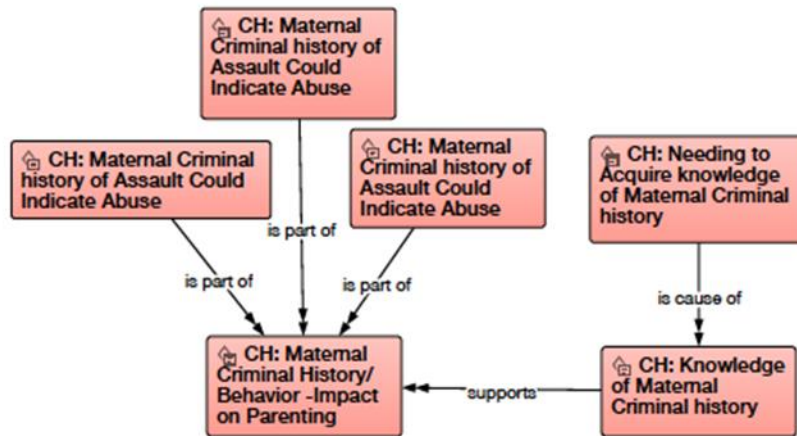 CH: Maternal
Criminal history of
Assault Could
Indicate Abuse
CH: Maternal Criminal
history of Assault Could
Indicate Abuse
CH: Maternal
Criminal history of
Assault Could
Indicate Abuse
CH: Needing to
Acquire knowledge
of Maternal Criminal
history
is part of
is part of
is part of
is cause of
CH: Maternal
Criminal History/
Behavior -Impact
on Parenting
supports
CH: Knowledge
of Maternal
Criminal history